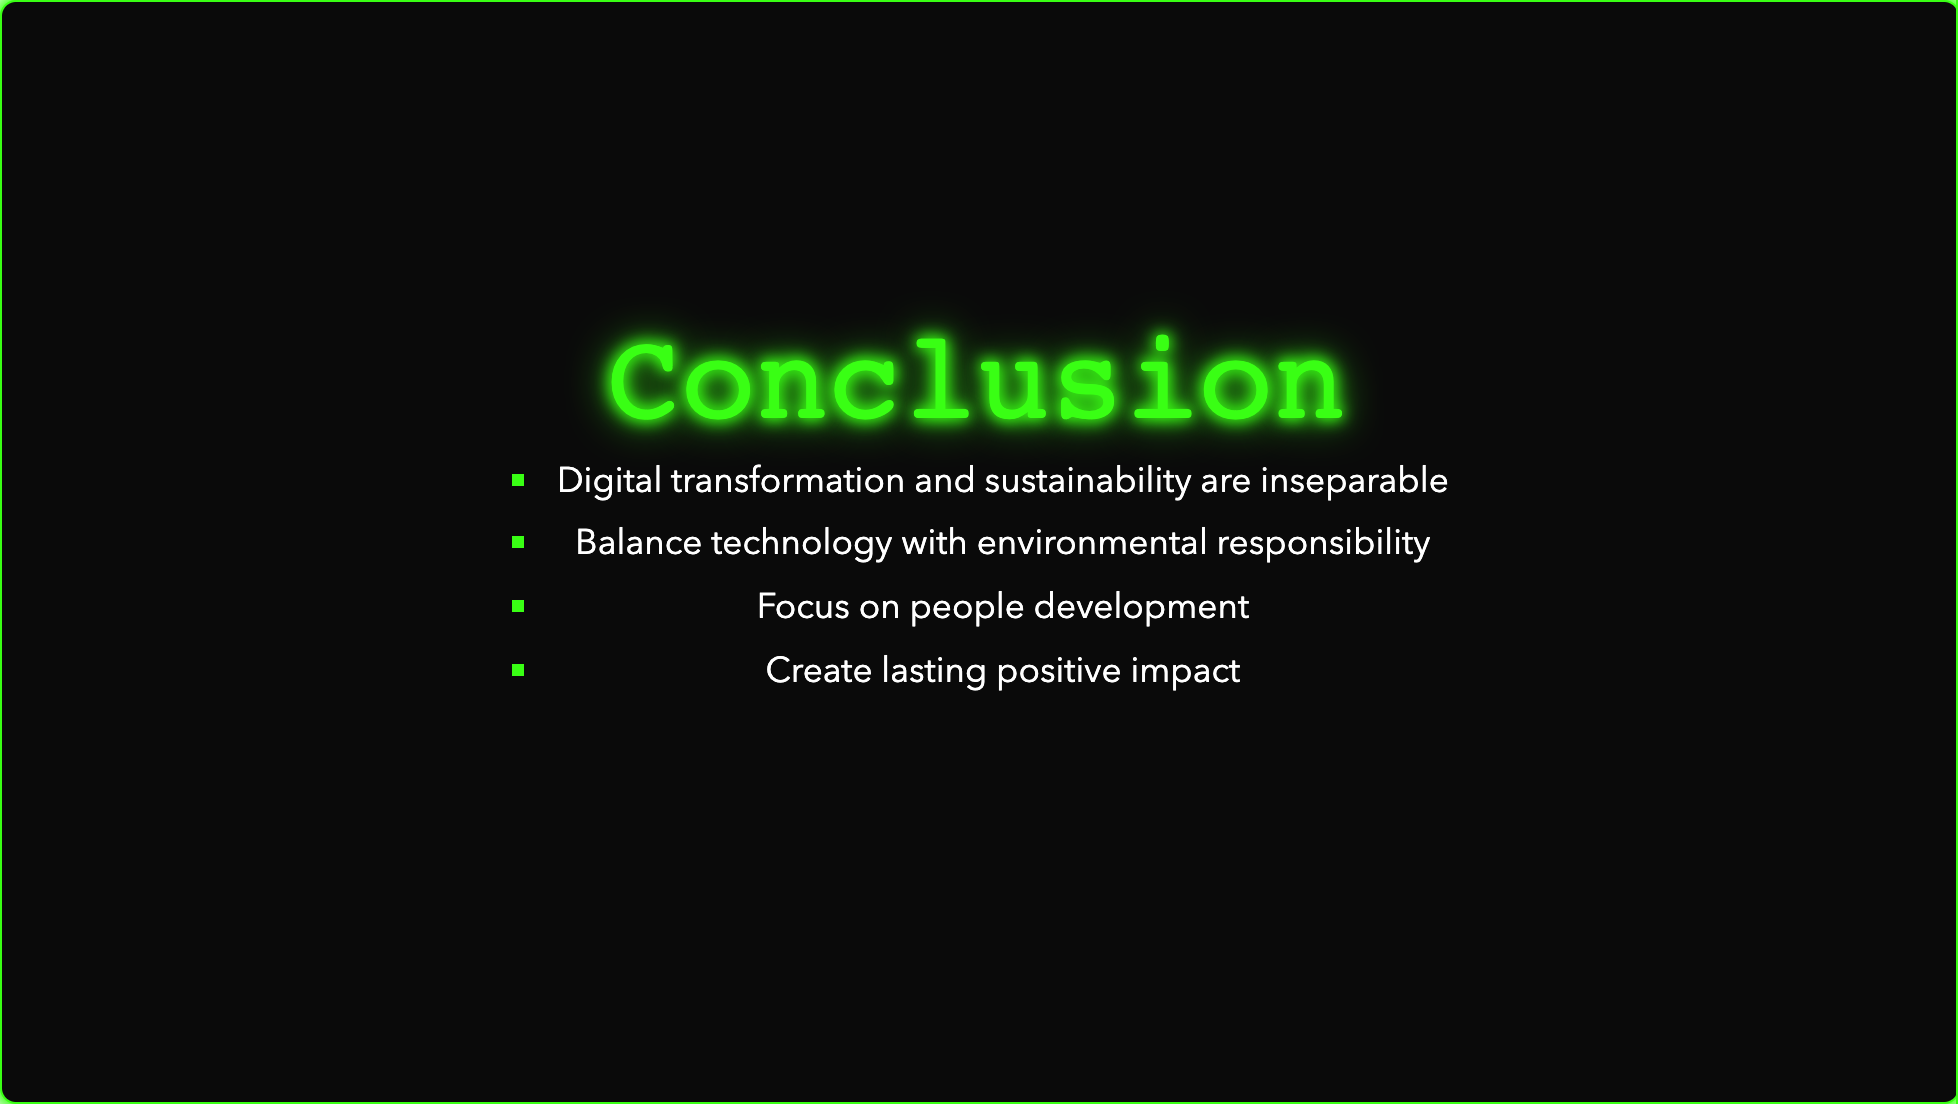 Conclusion
Digital transformation and sustainability are inseparable
Balance technology with environmental responsibility
Focus on people development
Create lasting positive impact